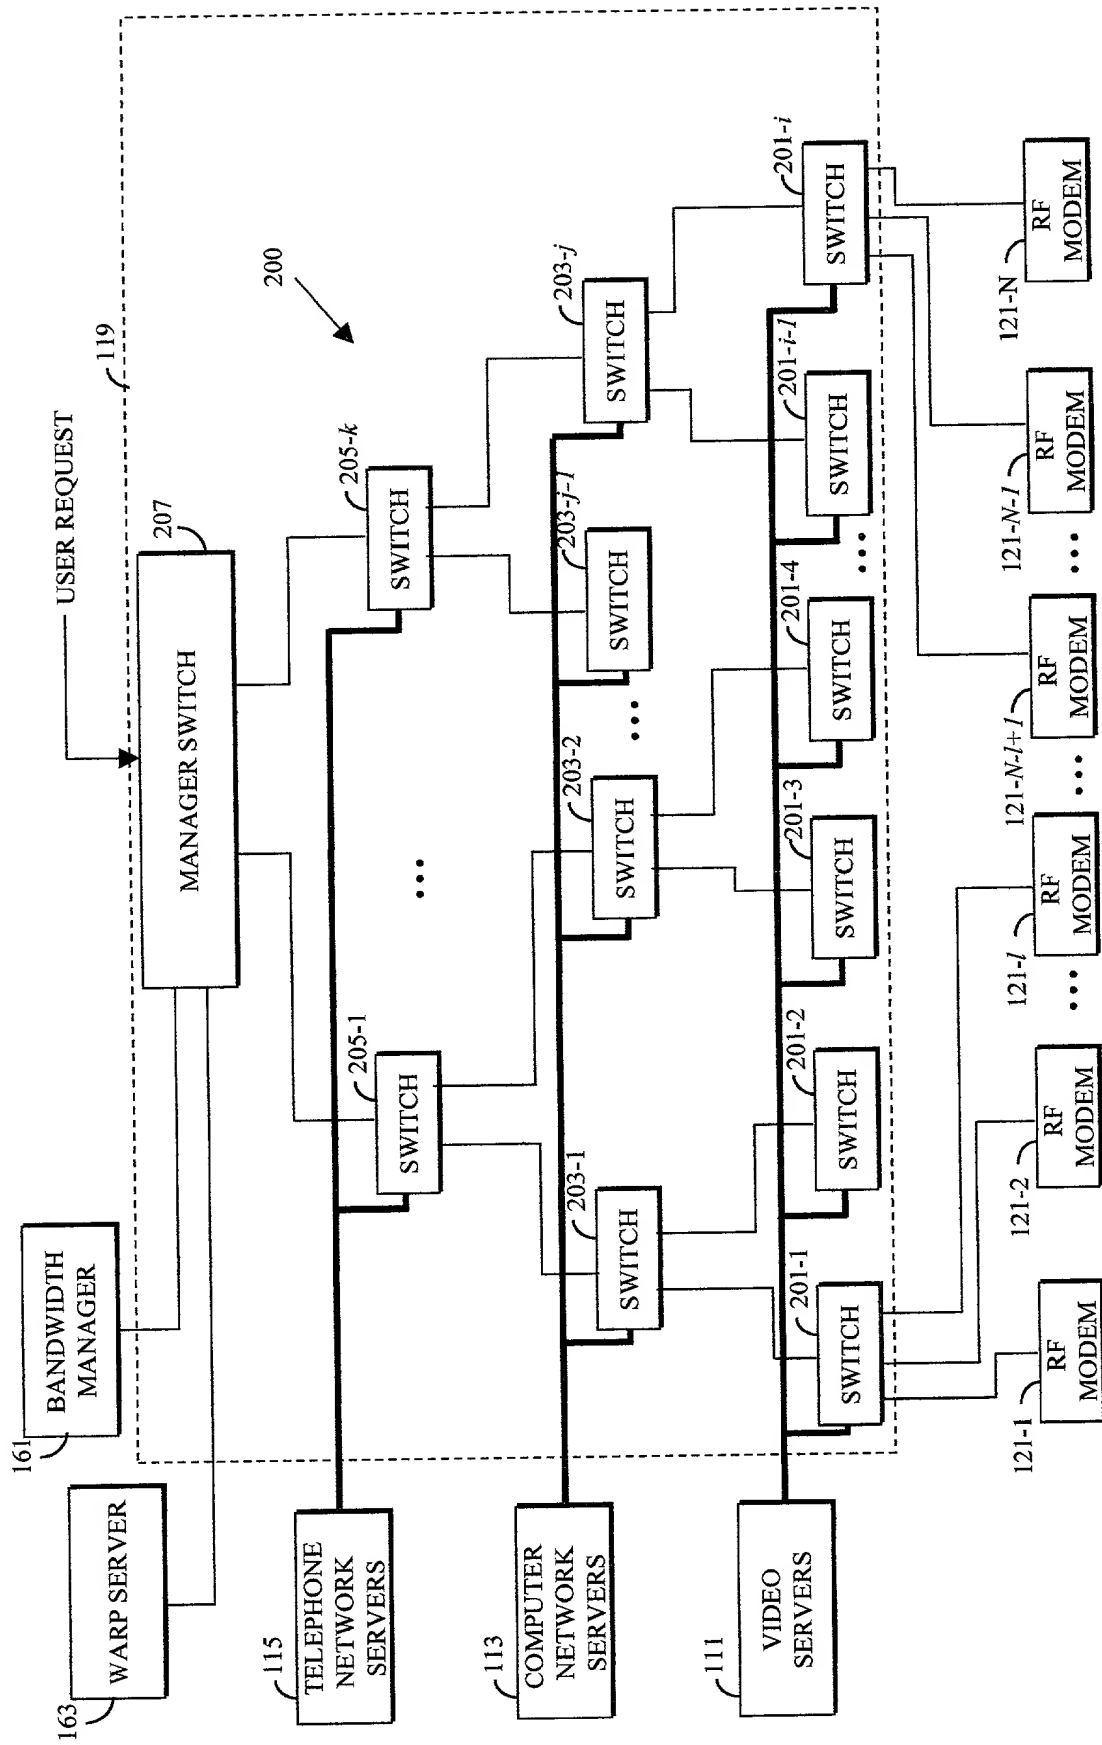 USER REQUEST
119
200
161
BANDWIDTH
MANAGER
163
WARP SERVER
207
MANAGER SWITCH
115
TELEPHONE
NETWORK
SERVERS
205-1
SWITCH
...
205-k
SWITCH
113
COMPUTER
NETWORK
SERVERS
203-1
SWITCH
203-2
SWITCH
...
203-j-1
SWITCH
203-j
SWITCH
111
VIDEO
SERVERS
201-1
SWITCH
201-2
SWITCH
201-3
SWITCH
201-4
SWITCH
...
201-i-1
SWITCH
201-i
SWITCH
121-1
RF
MODEM
121-2
RF
MODEM
...
121-l
RF
MODEM
...
121-N-l+1
RF
MODEM
...
121-N-1
RF
MODEM
121-N
RF
MODEM